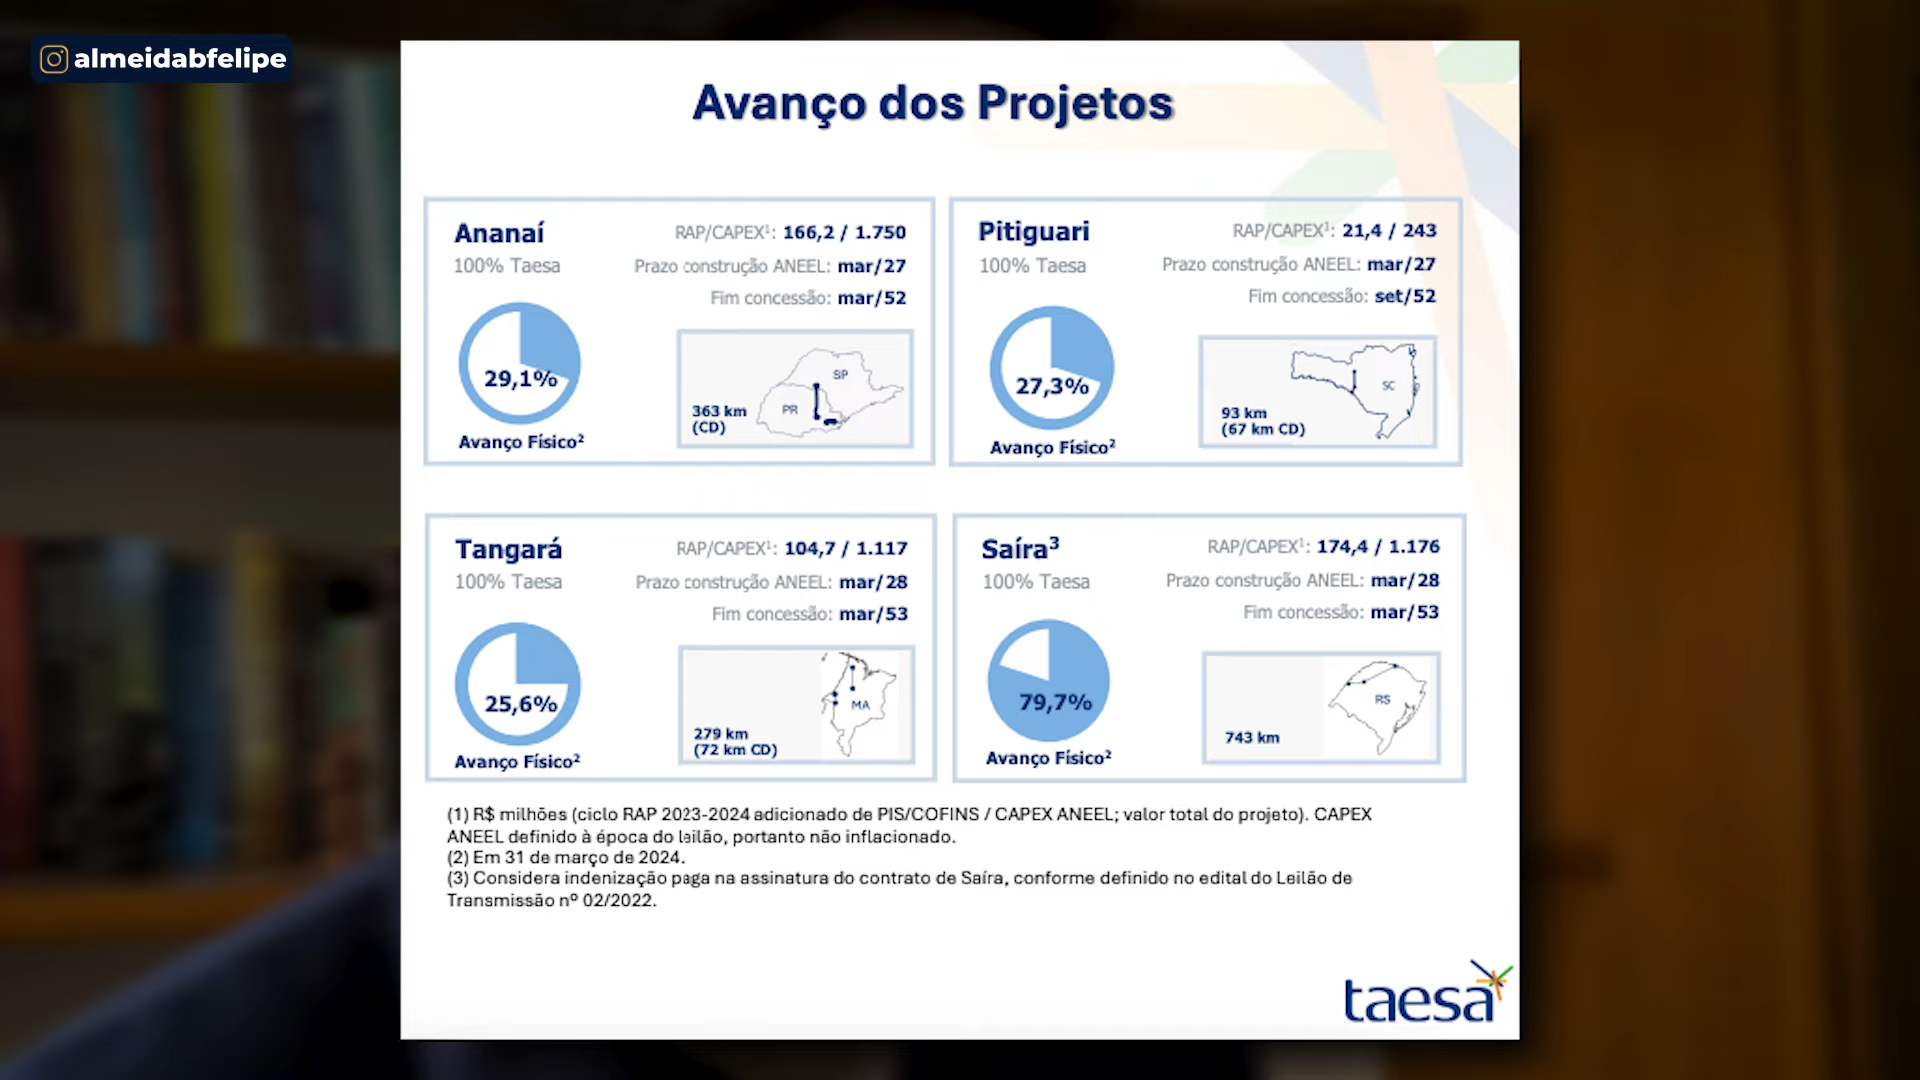 almeidabfelipe
Avanço dos Projetos
Ananaí
100% Taesa
RAP/CAPEX¹: 166,2 / 1.750
Prazo construção ANEEL: mar/27
Fim concessão: mar/52
29,1%
Avanço Físico²
SP
PR
363 km
(CD)
Pitiguari
100% Taesa
RAP/CAPEX¹: 21,4 / 243
Prazo construção ANEEL: mar/27
Fim concessão: set/52
27,3%
Avanço Físico²
SC
93 km
(67 km CD)
Tangará
100% Taesa
RAP/CAPEX¹: 104,7 / 1.117
Prazo construção ANEEL: mar/28
Fim concessão: mar/53
25,6%
Avanço Físico²
MA
279 km
(72 km CD)
Saíra³
100% Taesa
RAP/CAPEX¹: 174,4 / 1.176
Prazo construção ANEEL: mar/28
Fim concessão: mar/53
79,7%
Avanço Físico²
RS
743 km
(1) R$ milhões (ciclo RAP 2023-2024 adicionado de PIS/COFINS / CAPEX ANEEL; valor total do projeto). CAPEX
ANEEL definido à época do leilão, portanto não inflacionado.
(2) Em 31 de março de 2024.
(3) Considera indenização paga na assinatura do contrato de Saíra, conforme definido no edital do Leilão de
Transmissão nº 02/2022.
taesa